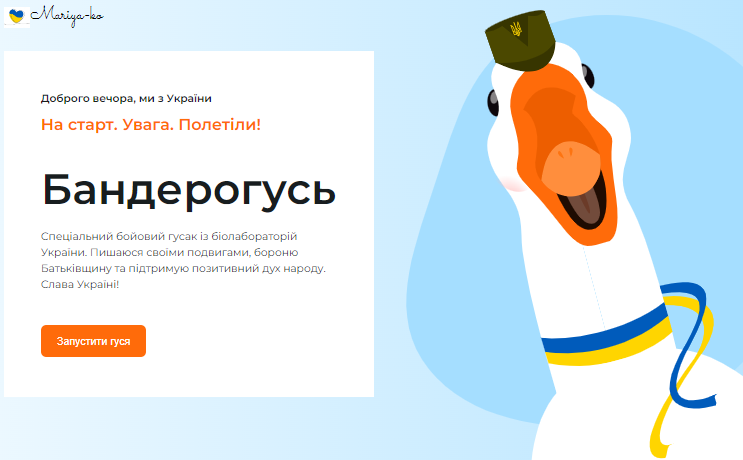 Mariya-ko
Доброго вечора, ми з України
На старт. Увага. Полетіли!
Бандерогусь
Спеціальний бойовий гусак із біолабораторій
України. Пишаюся своїми подвигами, бороню
Батьківщину та підтримую позитивний дух народу.
Слава Україні!
Запустити гуся